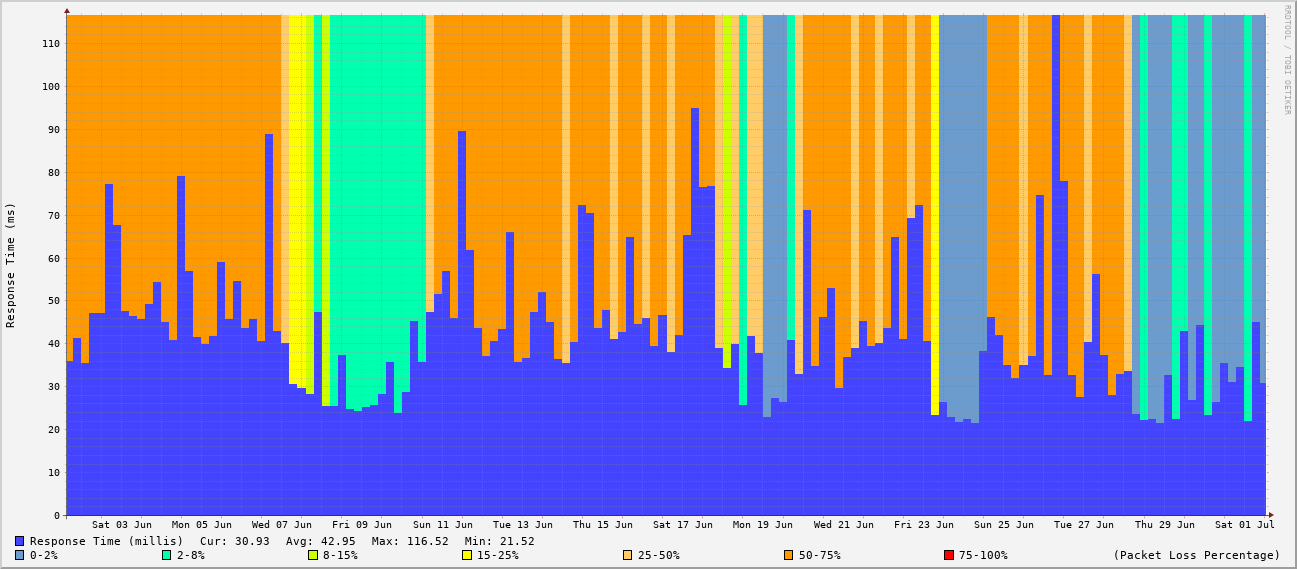 RRDTOOL / TOBI OETIKER
Response Time (ms)
110
100
90
80
70
60
50
40
30
20
10
0
Sat 03 Jun Mon 05 Jun Wed 07 Jun Fri 09 Jun Sun 11 Jun Tue 13 Jun Thu 15 Jun Sat 17 Jun Mon 19 Jun Wed 21 Jun Fri 23 Jun Sun 25 Jun Tue 27 Jun Thu 29 Jun Sat 01 Jul
Response Time (millis) Cur: 30.93 Avg: 42.95 Max: 116.52 Min: 21.52
0-2% 2-8% 8-15% 15-25% 25-50% 50-75% 75-100% (Packet Loss Percentage)